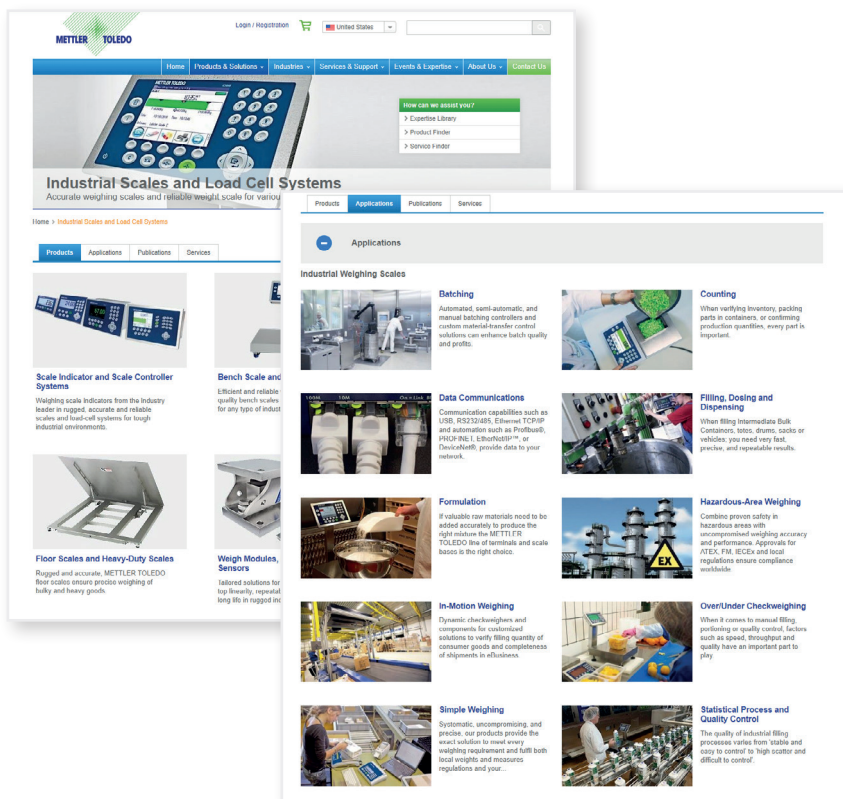 METTLER TOLEDO
Login / Registration
United States
Home
Products & Solutions
Industries
Services & Support
Events & Expertise
About Us
Contact Us
METTLER TOLEDO
How can we assist you?
> Expertise Library
> Product Finder
> Service Finder
Industrial Scales and Load Cell Systems
Accurate weighing scales and reliable weight scale for variou
Home > Industrial Scales and Load Cell Systems
Products
Applications
Publications
Services
Scale Indicator and Scale Controller
Systems
Weighing scale indicators from the industry
leader in rugged, accurate and reliable
scales and load-cell systems for tough
industrial environments.
Bench Scale and
Efficient and reliable
quality bench scales
for any type of indust
Floor Scales and Heavy-Duty Scales
Rugged and accurate, METTLER TOLEDO
floor scales ensure precise weighing of
bulky and heavy goods.
Weigh Modules,
Sensors
Tailored solutions for
top linearity, repeatal
long life in rugged inc
Products
Applications
Publications
Services
Applications
Industrial Weighing Scales
Batching
Automated, semi-automatic, and
manual batching controllers and
custom material-transfer control
solutions can enhance batch quality
and profits.
Counting
When verifying inventory, packing
parts in containers, or confirming
production quantities, every part is
important.
100M 10M
Data Communications
Communication capabilities such as
USB, RS232/485, Ethernet TCP/IP
and automation such as Profibus®,
PROFINET, EtherNet/IP™, or
DeviceNet®, provide data to your
network.
Filling, Dosing and
Dispensing
When filling Intermediate Bulk
Containers, totes, drums, sacks or
vehicles; you need very fast,
precise, and repeatable results.
Formulation
If valuable raw materials need to be
added accurately to produce the
right mixture the METTLER
TOLEDO line of terminals and scale
bases is the right choice.
EX
Hazardous-Area Weighing
Combine proven safety in
hazardous areas with
uncompromised weighing accuracy
and performance. Approvals for
ATEX, FM, IECEx and local
regulations ensure compliance
worldwide
In-Motion Weighing
Dynamic checkweighers and
components for customized
solutions to verify filling quantity of
consumer goods and completeness
of shipments in eBusiness.
Over/Under Checkweighing
When it comes to manual filling,
portioning or quality control, factors
such as speed, throughput and
quality have an important part to
play.
Simple Weighing
Systematic, uncompromising, and
precise, our products provide the
exact solution to meet every
weighing requirement and fulfil both
local weights and measures
regulations and your...
Statistical Process and
Quality Control
The quality of industrial filling
processes varies from 'stable and
easy to control' to 'high scatter and
difficult to control'.